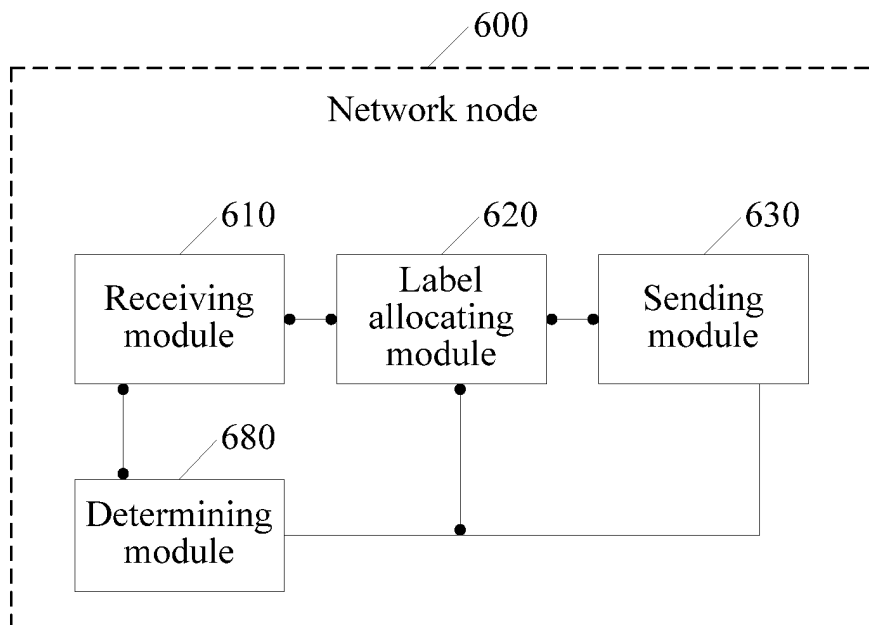 600
Network node
610
620
630
Receiving
module
Label
allocating
module
Sending
module
680
Determining
module